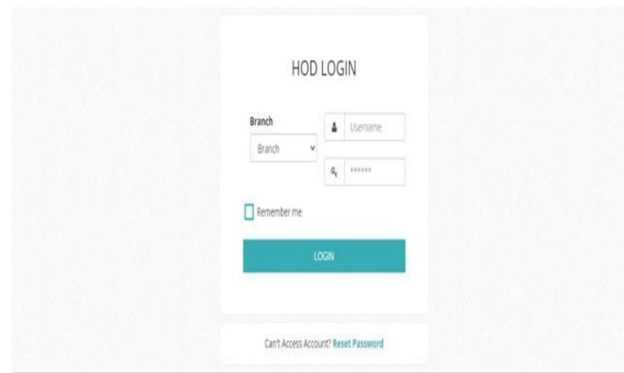 HOD LOGIN
Branch
Username
Branch
******
Remember me
LOGIN
Can't Access Account? Reset Password